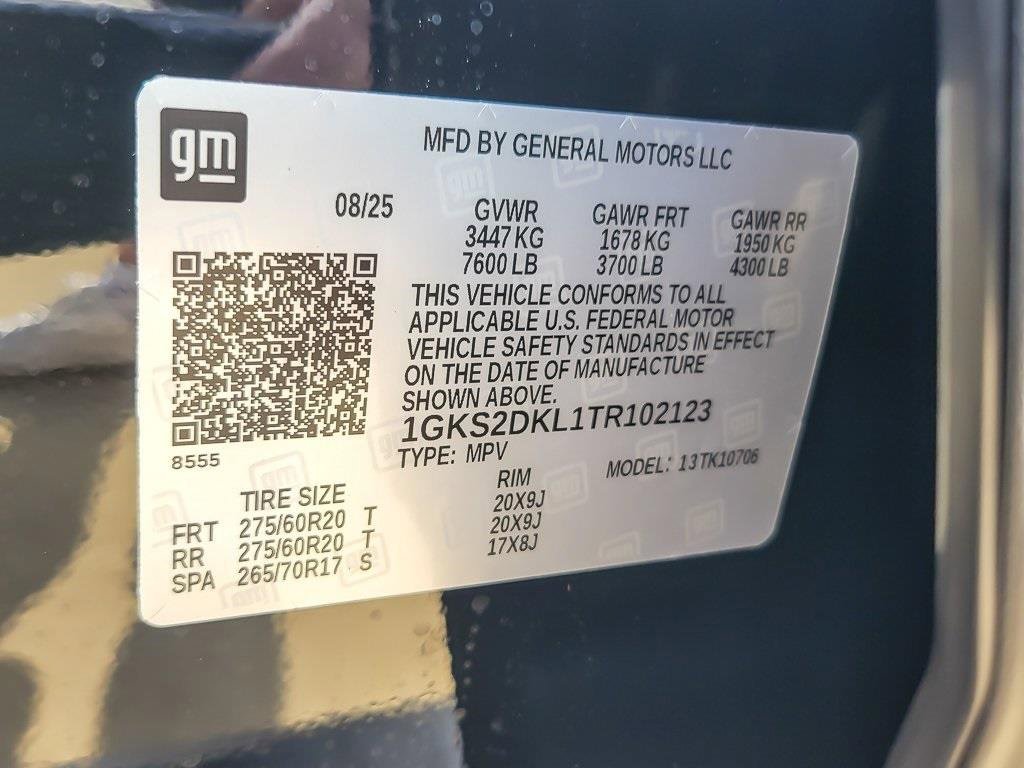 gm
MFD BY GENERAL MOTORS LLC
08/25
GVWR GAWR FRT GAWR RR
3447 KG 1678 KG 1950 KG
7600 LB 3700 LB 4300 LB
THIS VEHICLE CONFORMS TO ALL
APPLICABLE U.S. FEDERAL MOTOR
VEHICLE SAFETY STANDARDS IN EFFECT
ON THE DATE OF MANUFACTURE
SHOWN ABOVE.
1GKS2DKL1TR102123
8555
TYPE: MPV MODEL: 13TK10706
TIRE SIZE RIM
FRT 275/60R20 T 20X9J
RR 275/60R20 T 20X9J
SPA 265/70R17 S 17X8J